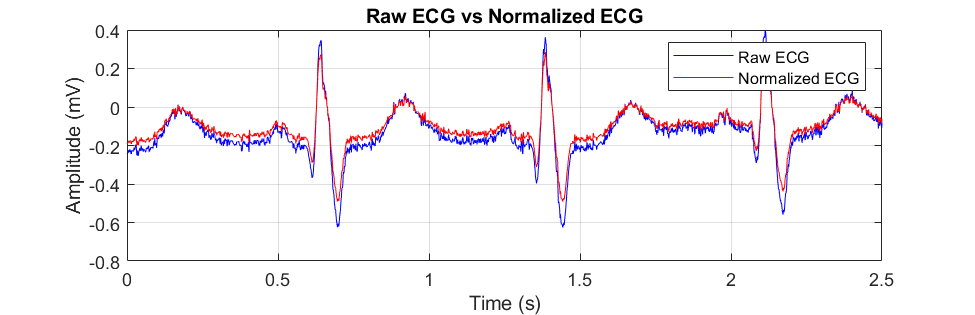 Raw ECG vs Normalized ECG
Raw ECG
Normalized ECG
Amplitude (mV)
0.4
0.2
0
-0.2
-0.4
-0.6
-0.8
0
0.5
1
1.5
2
2.5
Time (s)